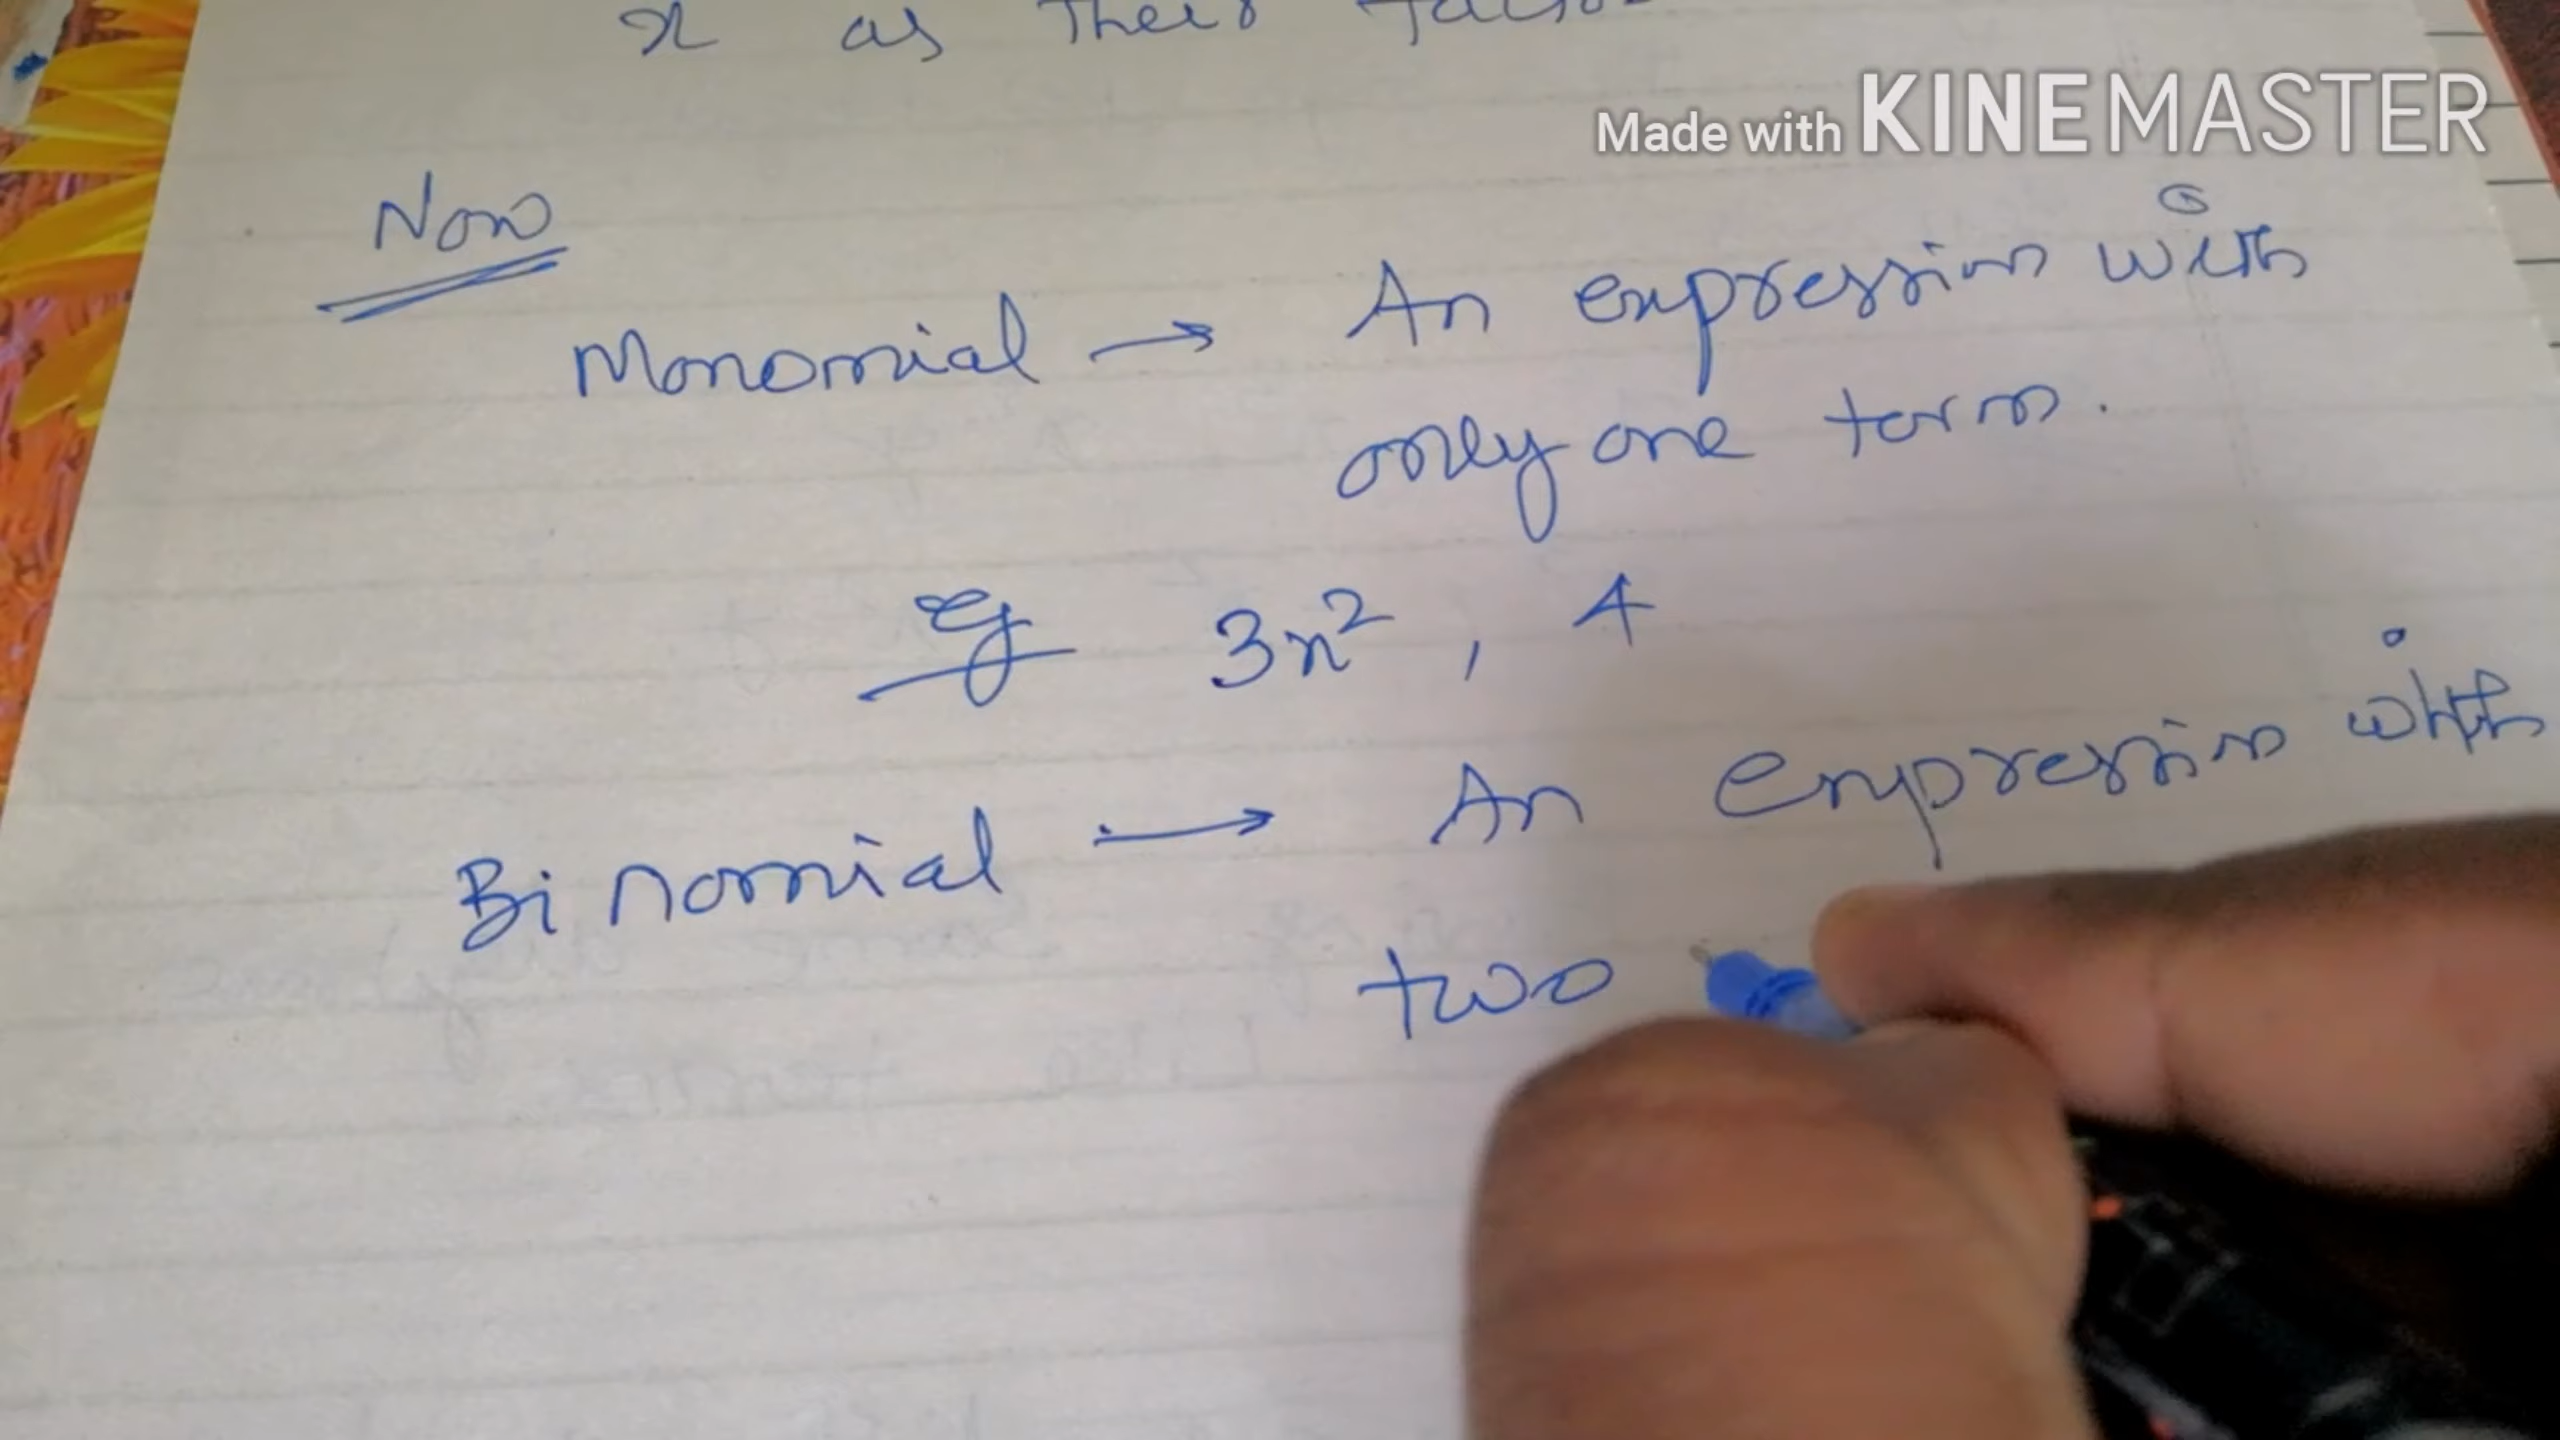 x as their
Made with KINEMASTER
Now
Monomial → An expression with
only one term.
eg 3x², 4
Binomial → An expression with
two